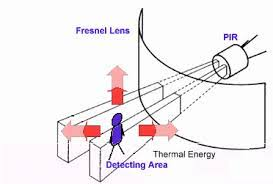 Fresnel Lens
PIR
Thermal Energy
Detecting Area